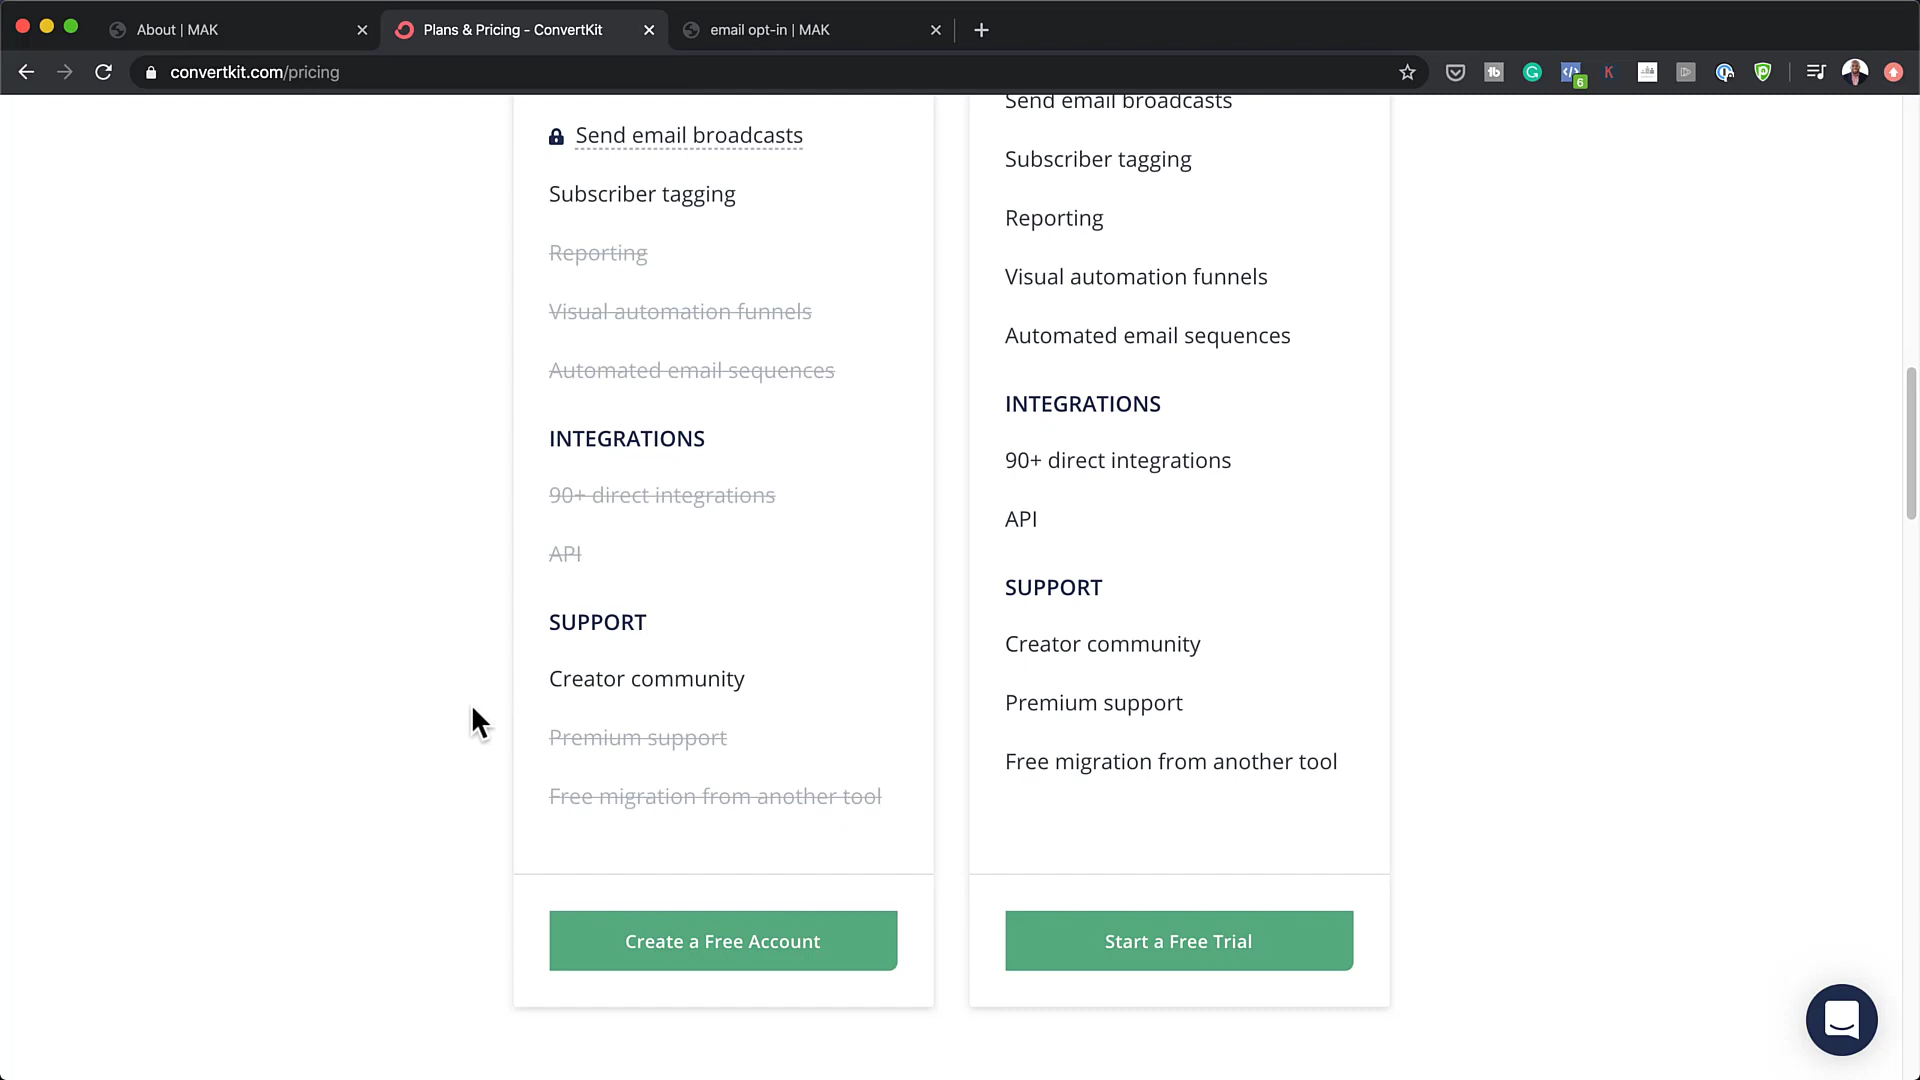 About | MAK
Plans & Pricing - ConvertKit
email opt-in | MAK
convertkit.com/pricing
6
Send email broadcasts
Subscriber tagging
Reporting
Visual automation funnels
Automated email sequences
INTEGRATIONS
90+ direct integrations
API
SUPPORT
Creator community
Premium support
Free migration from another tool
Create a Free Account
Send email broadcasts
Subscriber tagging
Reporting
Visual automation funnels
Automated email sequences
INTEGRATIONS
90+ direct integrations
API
SUPPORT
Creator community
Premium support
Free migration from another tool
Start a Free Trial